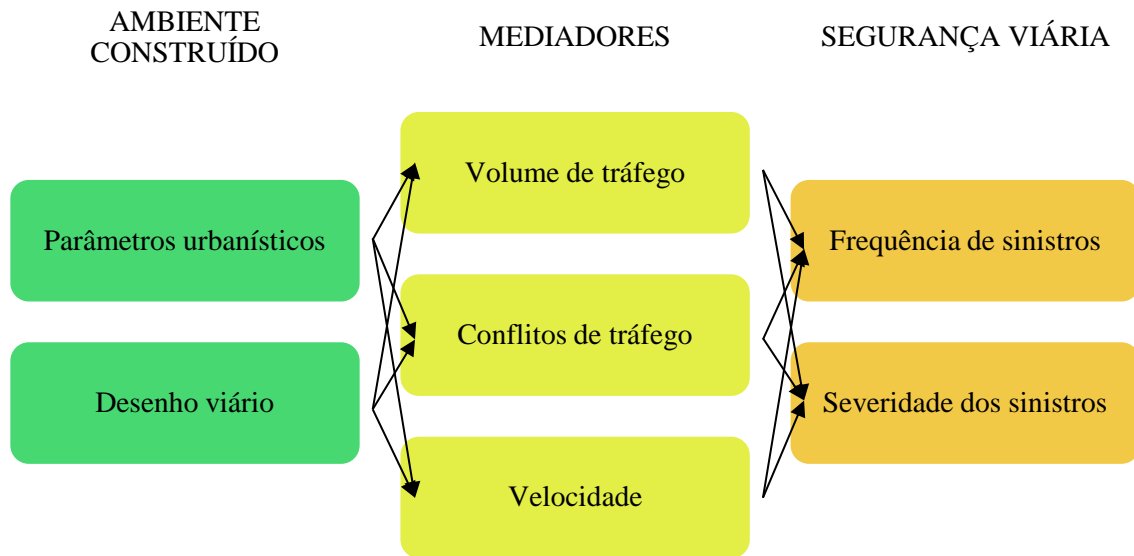 AMBIENTE
CONSTRUÍDO
MEDIADORES
SEGURANÇA VIÁRIA
Parâmetros urbanísticos
Desenho viário
Volume de tráfego
Conflitos de tráfego
Velocidade
Frequência de sinistros
Severidade dos sinistros